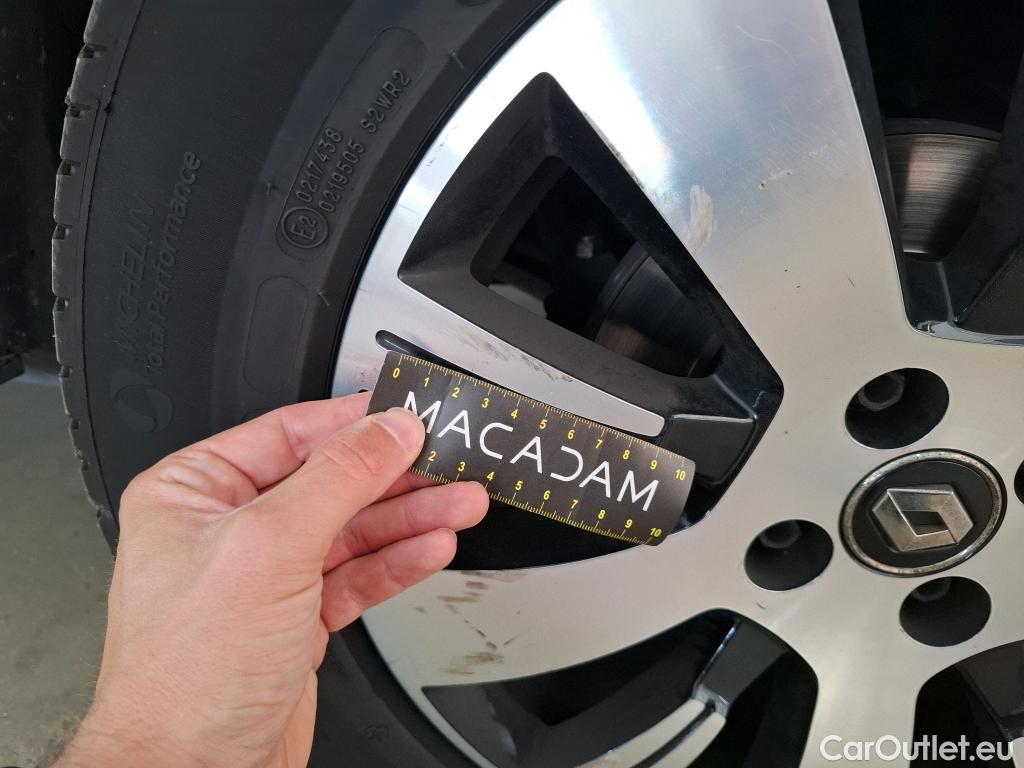 MICHELIN
Total Performance
E2
0217438
0219505 S2WR2
0 1 2 3 4 5 6 7 8 9 10
MACADAM
2 3 4 5 6 7 8 9 10
CarOutlet.eu